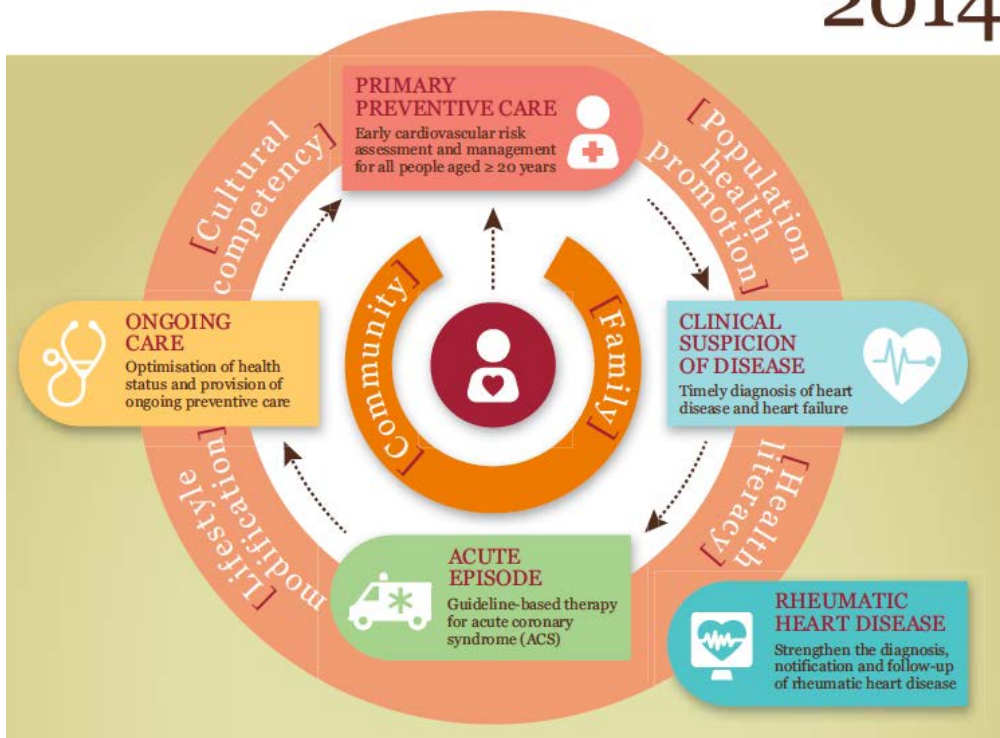 2014
PRIMARY
PREVENTIVE CARE
Early cardiovascular risk
assessment and management
for all people aged ≥ 20 years
[Cultural
competency]
[Population
health
promotion]
[Community]
[Family]
ONGOING
CARE
Optimisation of health
status and provision of
ongoing preventive care
CLINICAL
SUSPICION
OF DISEASE
Timely diagnosis of heart
disease and heart failure
[Lifestyle
modification]
[Health
literacy]
ACUTE
EPISODE
Guideline-based therapy
for acute coronary
syndrome (ACS)
RHEUMATIC
HEART DISEASE
Strengthen the diagnosis,
notification and follow-up
of rheumatic heart disease